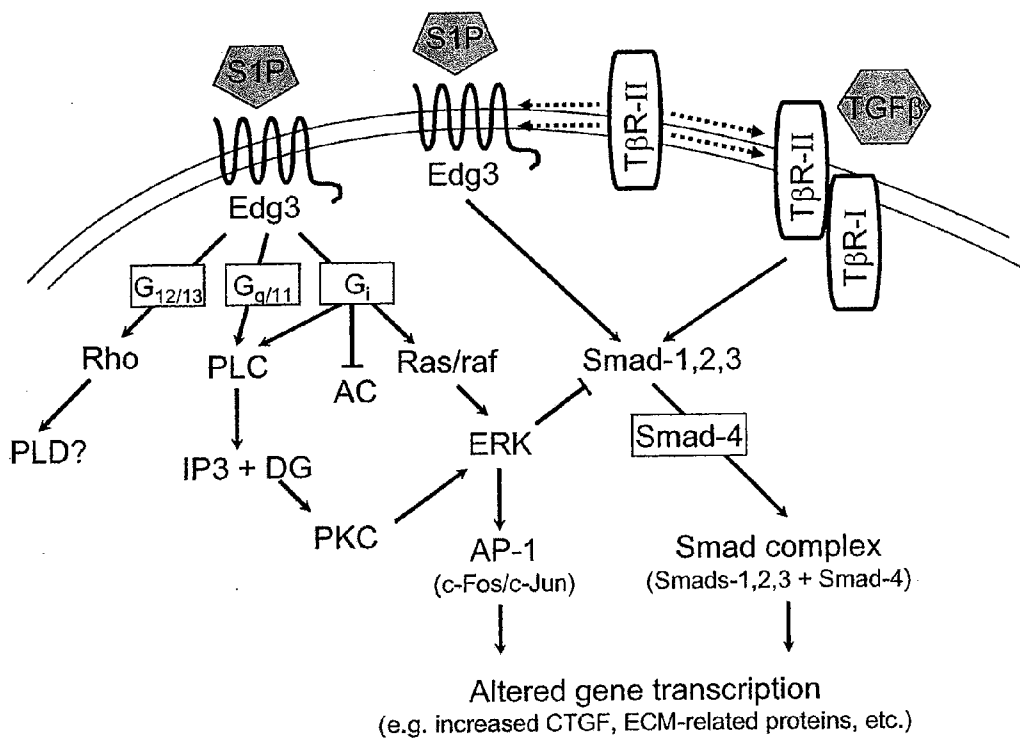 S1P
S1P
TGFβ
TβR-II
TβR-II
TβR-I
Edg3
Edg3
G12/13
Gq/11
Gi
Rho
PLC
AC
Ras/raf
Smad-1,2,3
PLD?
IP3 + DG
ERK
Smad-4
PKC
AP-1
(c-Fos/c-Jun)
Smad complex
(Smads-1,2,3 + Smad-4)
Altered gene transcription
(e.g. increased CTGF, ECM-related proteins, etc.)